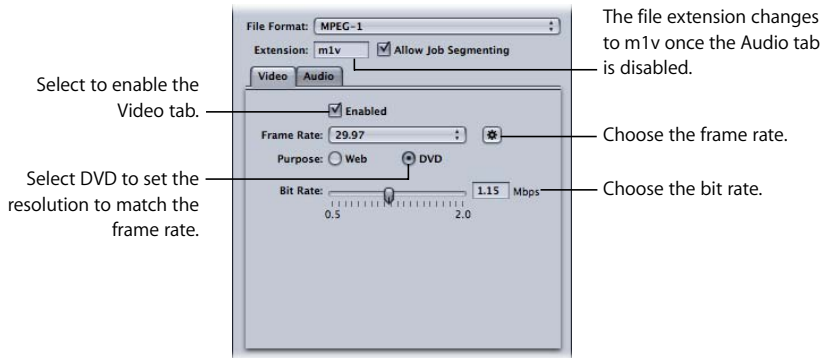 File Format: MPEG-1
Extension: m1v Allow Job Segmenting
The file extension changes
to m1v once the Audio tab
is disabled.
Video Audio
Select to enable the
Video tab.
Enabled
Frame Rate: 29.97
Choose the frame rate.
Purpose: Web DVD
Select DVD to set the
resolution to match the
frame rate.
Bit Rate: 1.15 Mbps
0.5 2.0
Choose the bit rate.